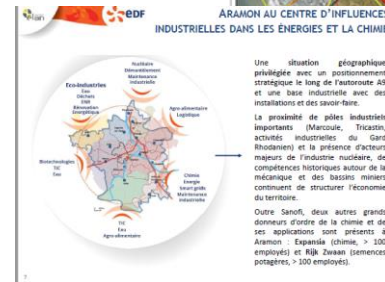 elan
edf
ARAMON AU CENTRE D'INFLUENCES
INDUSTRIELLES DANS LES ÉNERGIES ET LA CHIMIE
Nucléaire
Démantèlement
Maintenance
industrielle
Eco-industries
Eau
Déchets
ENR
Rénovation
Energétique
Agro-alimentaire
Logistique
Biotechnologies
TIC
Eau
Chimie
Energie
Smart grids
Maintenance
industrielle
TIC
Eau
Agro-alimentaire
Une situation géographique
privilégiée avec un positionnement
stratégique le long de l'autoroute A9
et une base industrielle avec des
installations et des savoir-faire.
La proximité de pôles industriels
importants (Marcoule, Tricastin,
activités industrielles du Gard
Rhodanien) et la présence d'acteurs
majeurs de l'industrie nucléaire, de
compétences historiques autour de la
mécanique et des bassins miniers
continuent de structurer l'économie
du territoire.
Outre Sanofi, deux autres grands
donneurs d'ordre de la chimie et de
ses applications sont présents à
Aramon : Expansia (chimie, > 100
employés) et Rijk Zwaan (semences
potagères, > 100 employés).